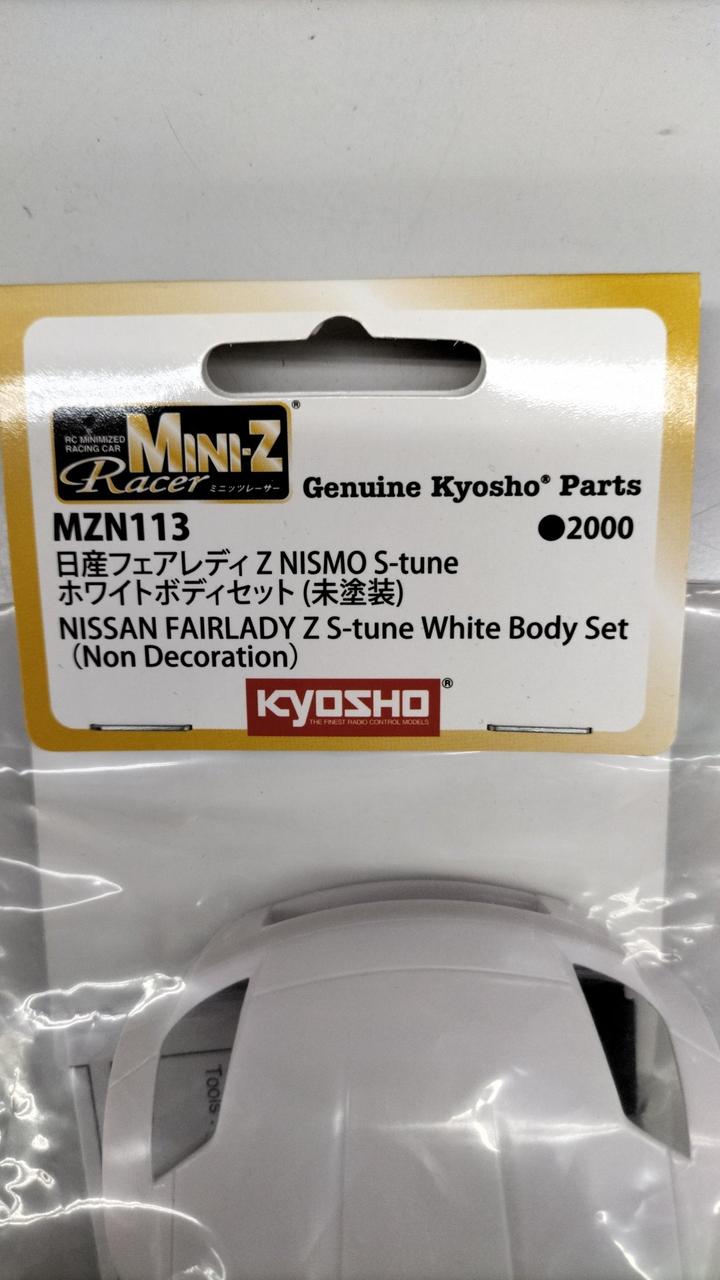 RC MINIMIZED
RACING CAR
MINI-Z®
Racer ミニッツレーサー
Genuine Kyosho® Parts
MZN113 ●2000
日産フェアレディ Z NISMO S-tune
ホワイトボディセット (未塗装)
NISSAN FAIRLADY Z S-tune White Body Set
（Non Decoration）
KYOSHO®
THE FINEST RADIO CONTROL MODELS
Tools